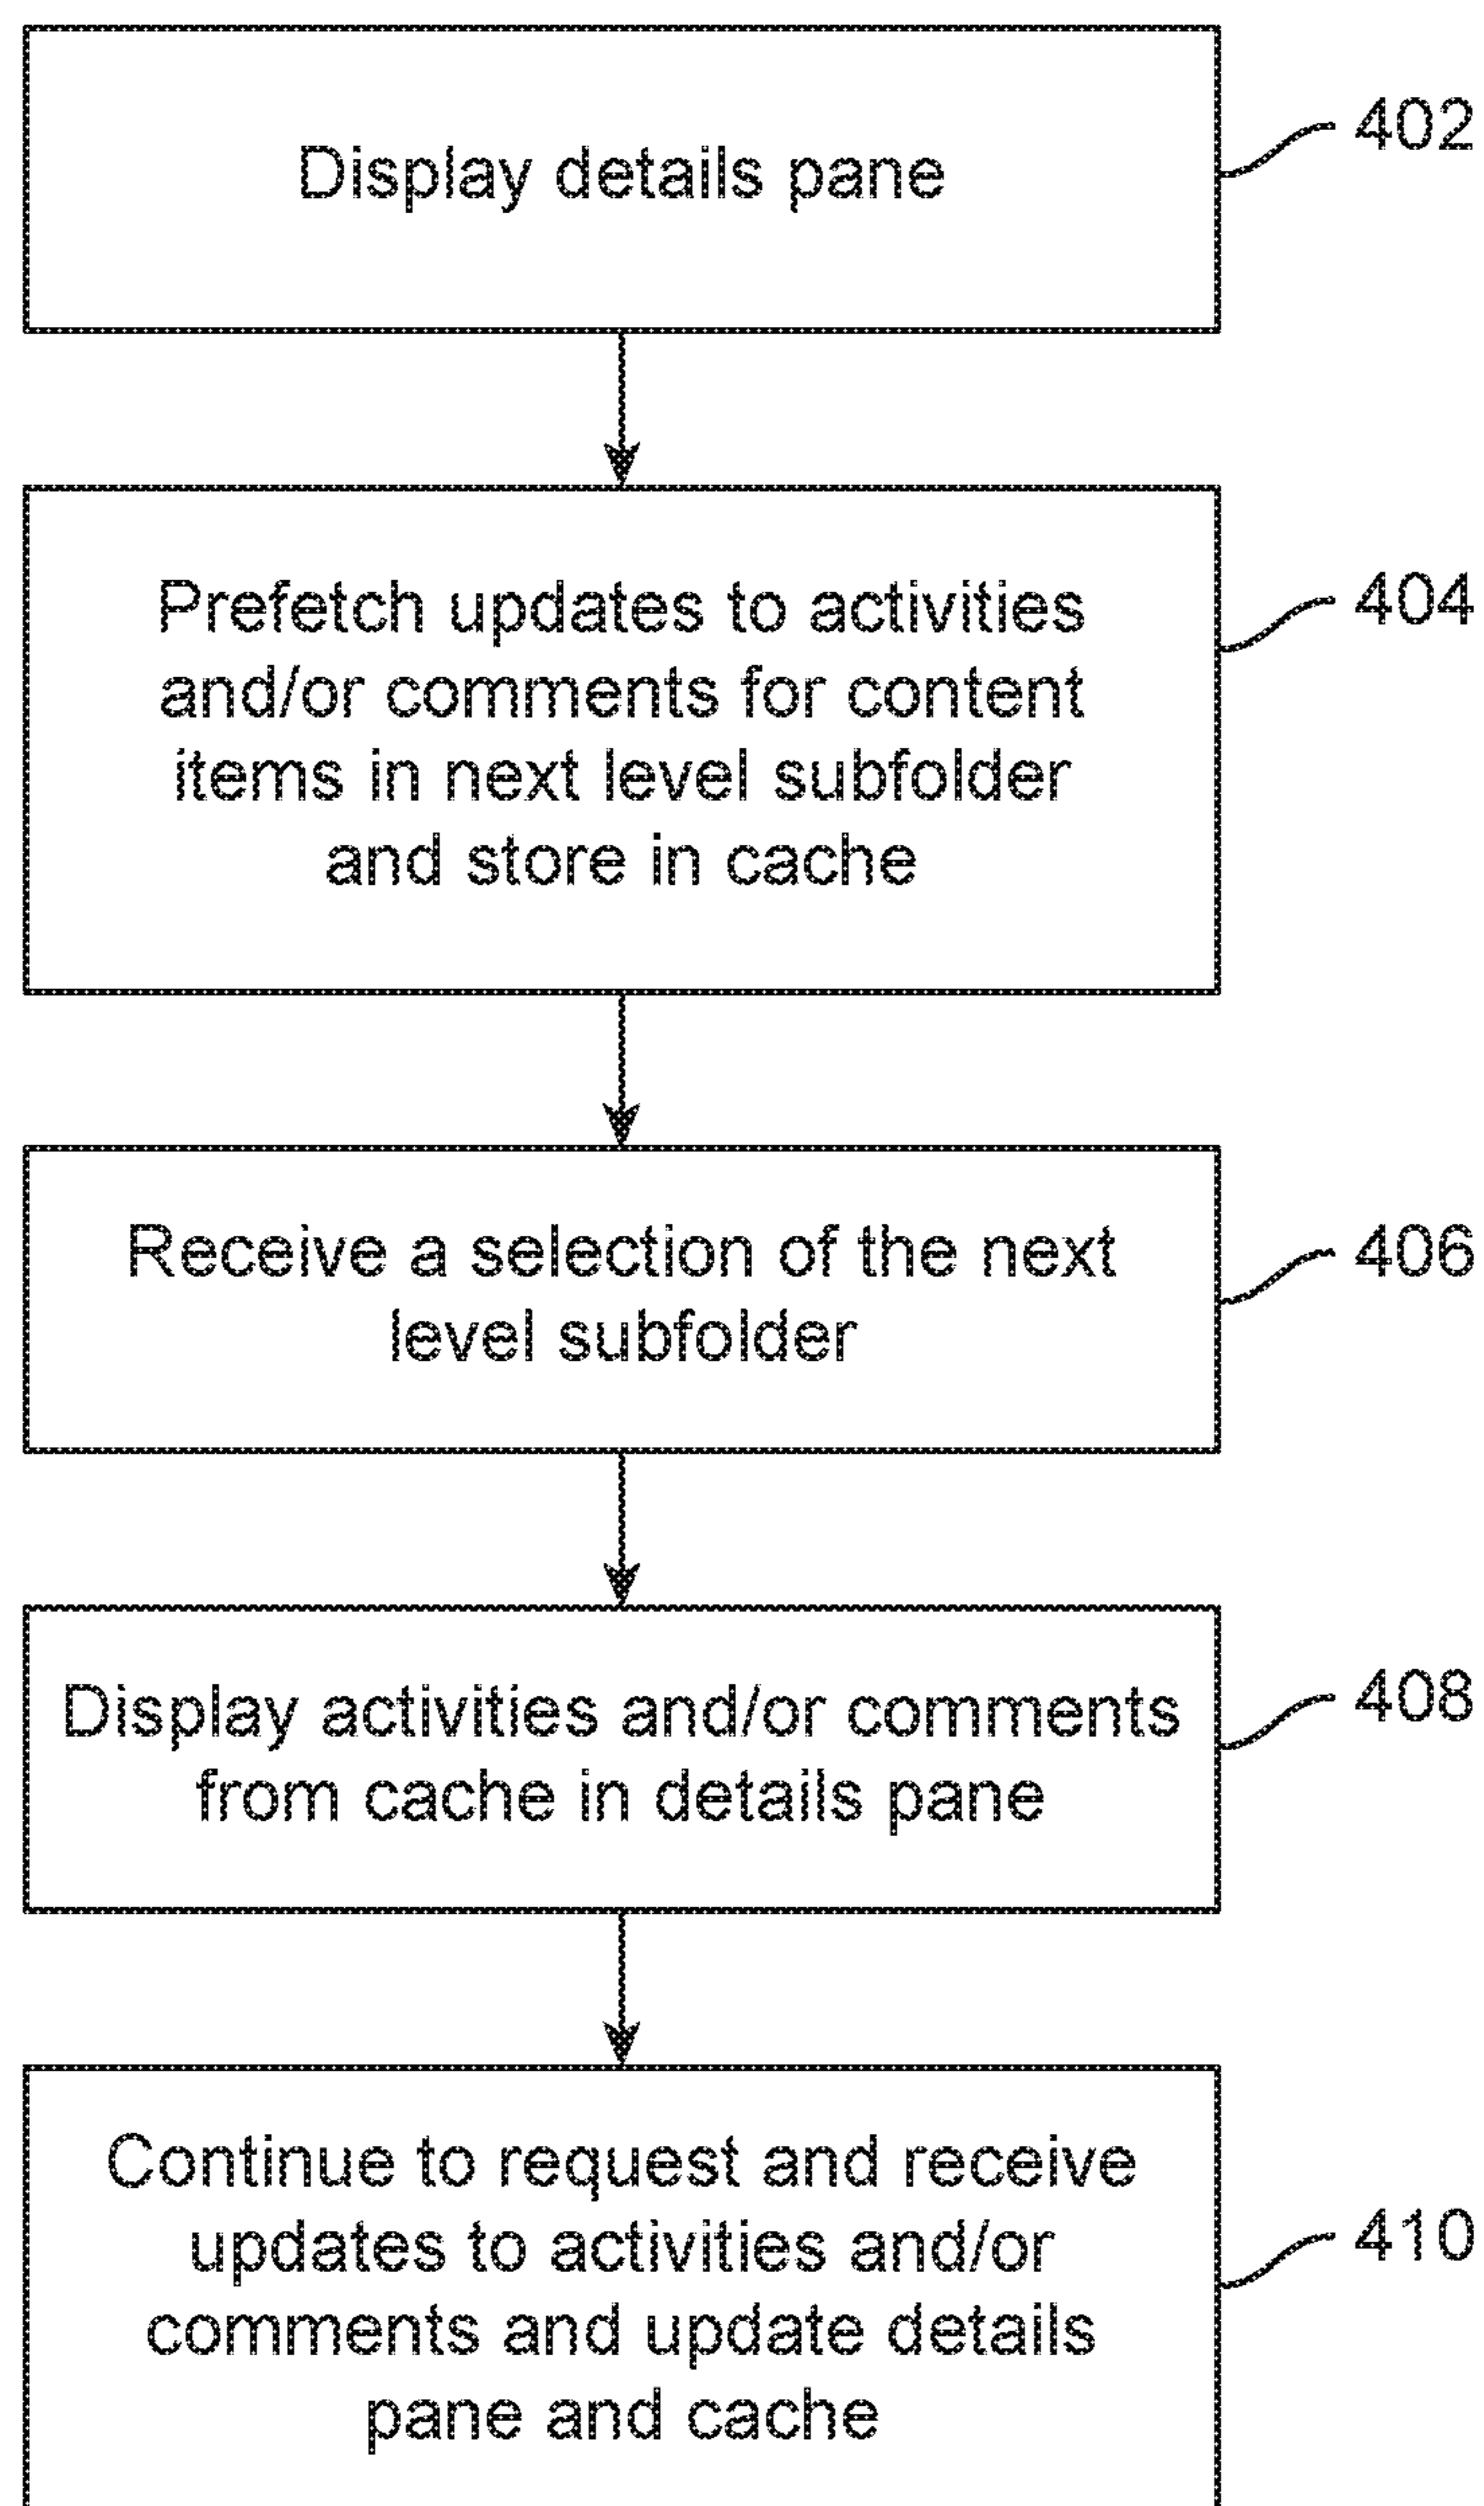 Display details pane
402
Prefetch updates to activities
and/or comments for content
items in next level subfolder
and store in cache
404
Receive a selection of the next
level subfolder
406
Display activities and/or comments
from cache in details pane
408
Continue to request and receive
updates to activities and/or
comments and update details
pane and cache
410